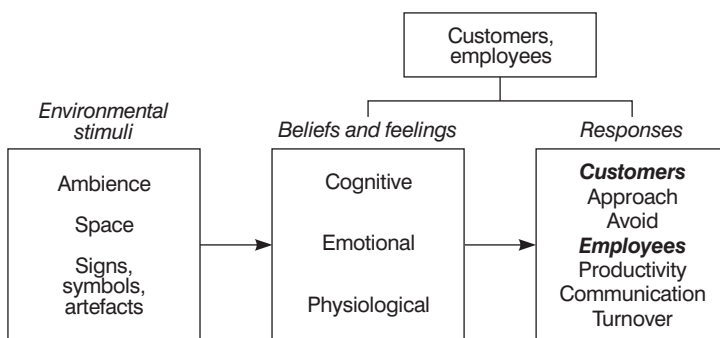 Customers,
employees
Environmental
stimuli
Beliefs and feelings
Responses
Ambience
Space
Signs,
symbols,
artefacts
Cognitive
Emotional
Physiological
Customers
Approach
Avoid
Employees
Productivity
Communication
Turnover